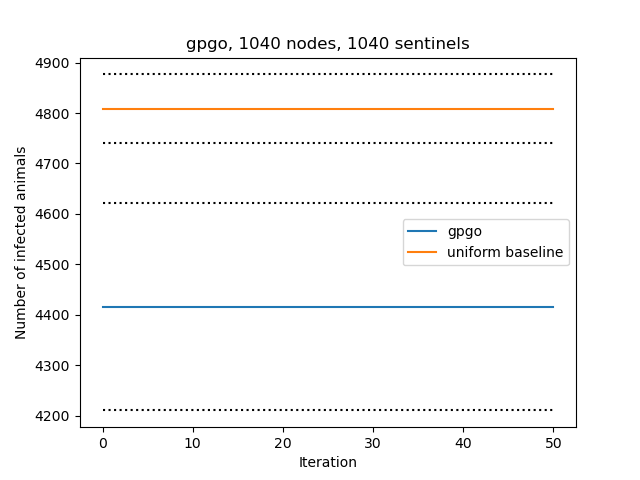 gpgo, 1040 nodes, 1040 sentinels
4900
4800
4700
4600
4500
4400
4300
4200
Number of infected animals
gpgo
uniform baseline
0 10 20 30 40 50
Iteration